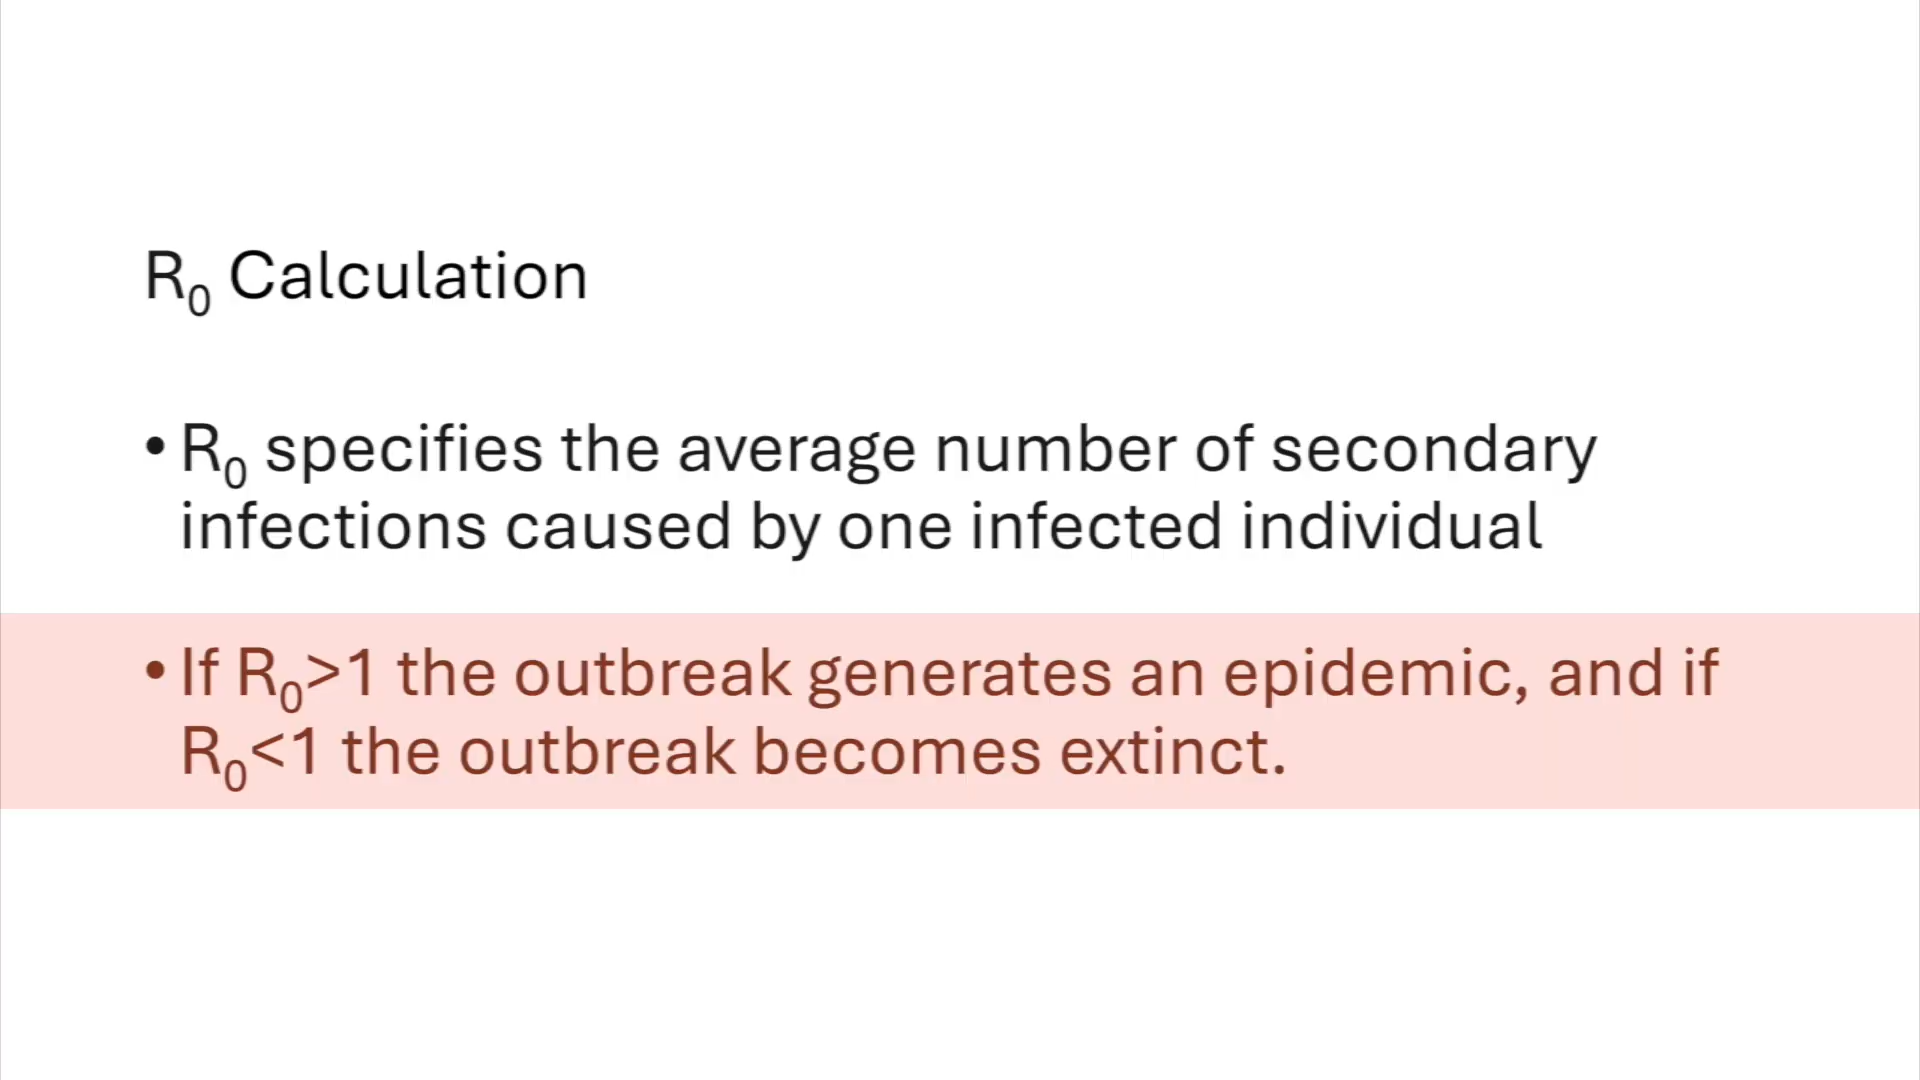 R₀ Calculation
• R₀ specifies the average number of secondary
infections caused by one infected individual
• If R₀>1 the outbreak generates an epidemic, and if
R₀<1 the outbreak becomes extinct.